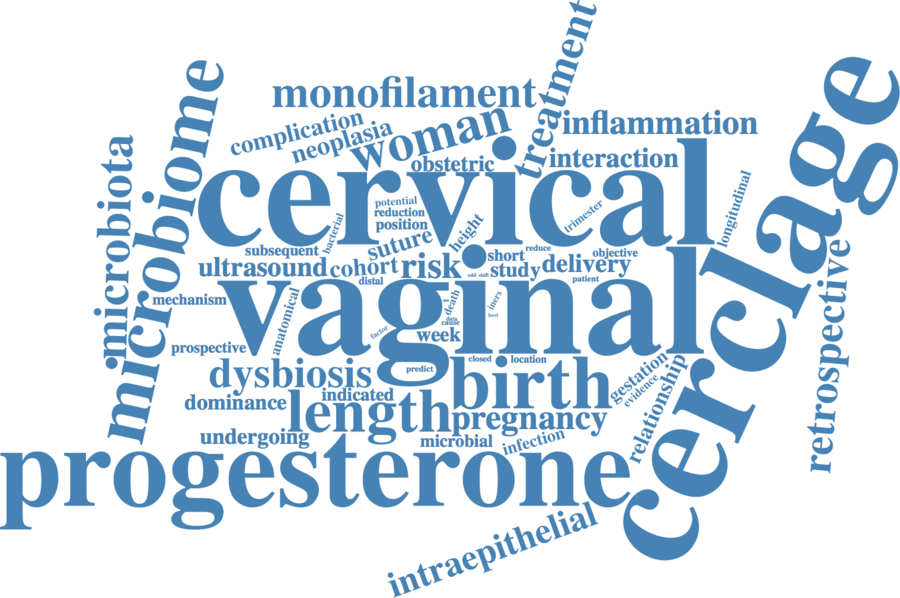 treatment
monofilament
microbiome
complication
neoplasia
woman
inflammation
cerclage
microbiota
obstetric
interaction
cervical
longitudinal
potential
reduction
position
trimester
bacterial
height
suture
subsequent
reduce
objective
short
ultrasound
cohort
risk
study
delivery
retrospective
distal
odd
shift
patient
vaginal
mechanism
anatomical
death
iners
data
cause
best
factor
week
prospective
closed
location
gestation
predict
evidence
relationship
dysbiosis
birth
indicated
dominance
length
pregnancy
undergoing
microbial
infection
progesterone
intraepithelial